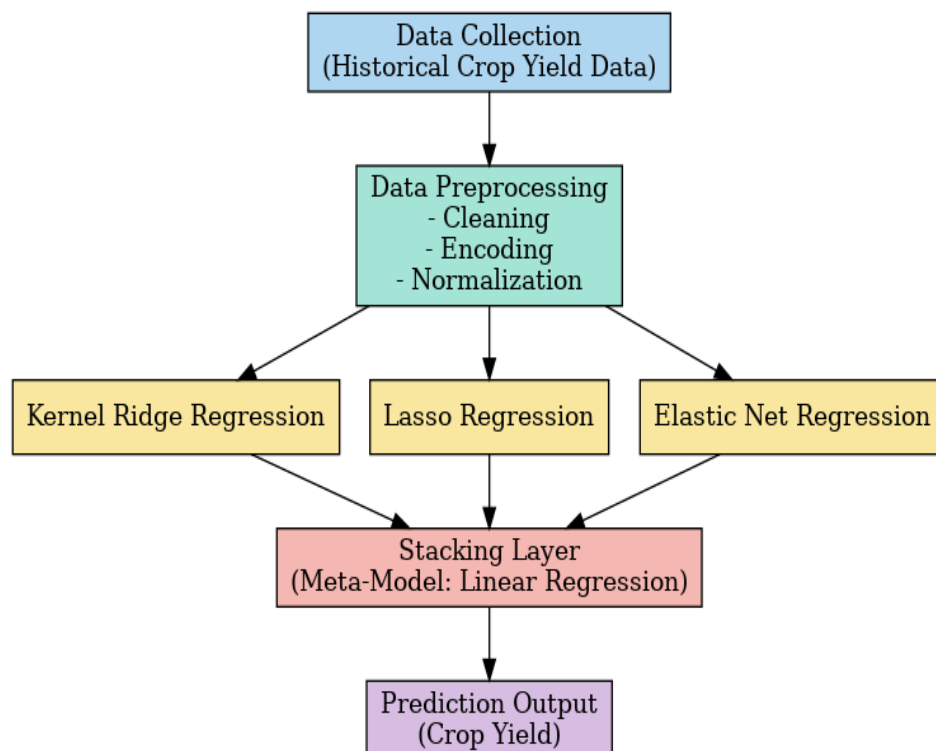 Data Collection
(Historical Crop Yield Data)
Data Preprocessing
- Cleaning
- Encoding
- Normalization
Kernel Ridge Regression
Lasso Regression
Elastic Net Regression
Stacking Layer
(Meta-Model: Linear Regression)
Prediction Output
(Crop Yield)